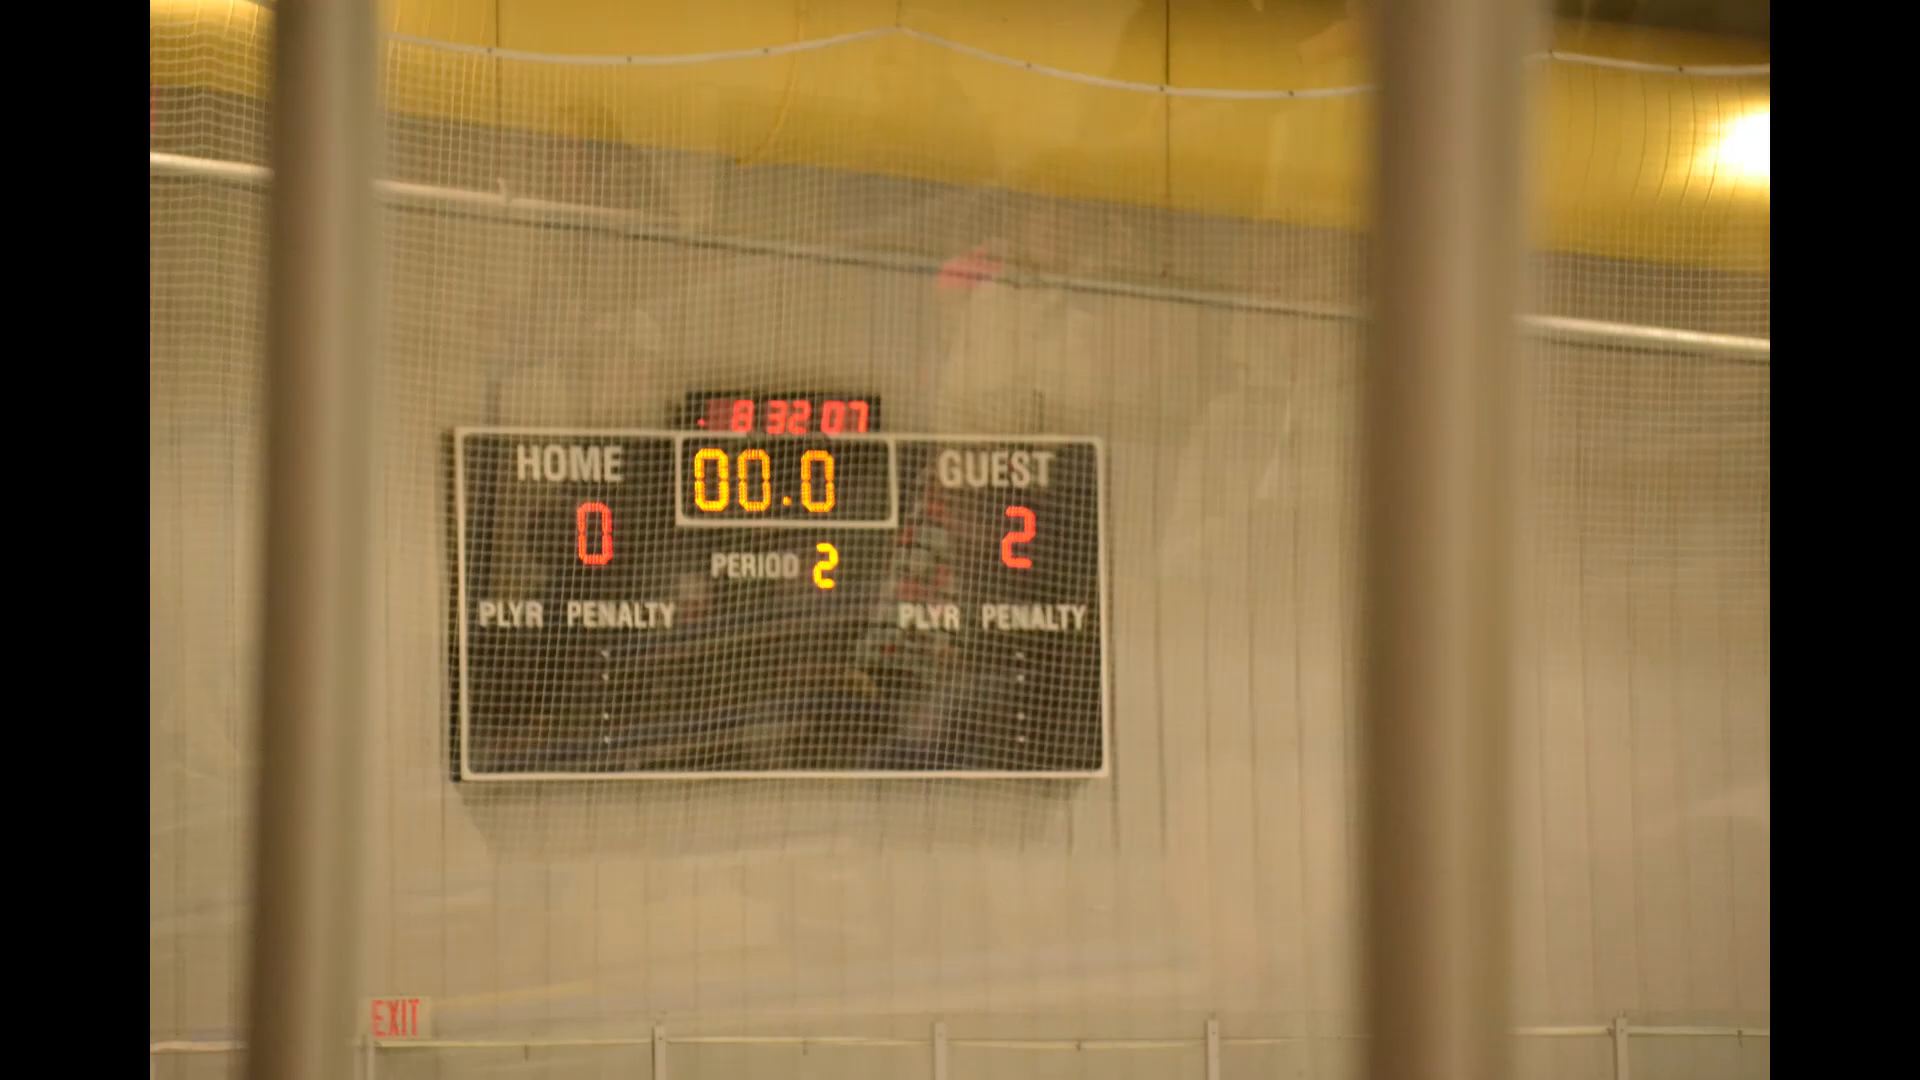 8 32 07
HOME 00.0 GUEST
0 2
PERIOD 2
PLYR PENALTY PLYR PENALTY
EXIT